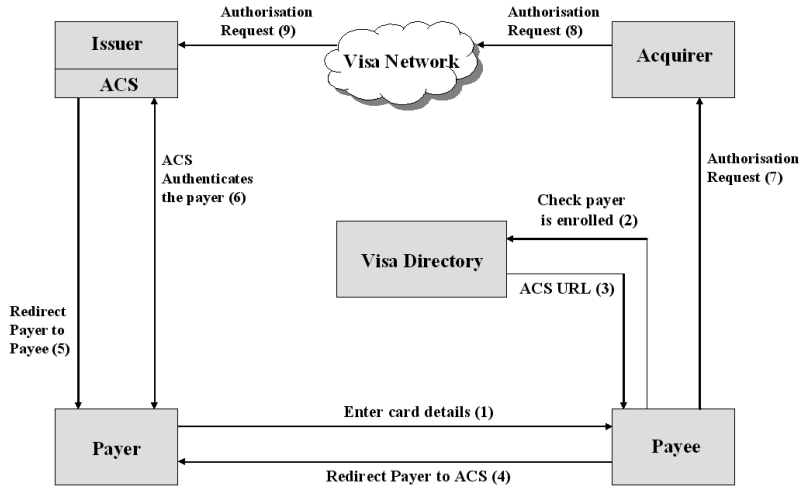 Authorisation
Request (9)
Authorisation
Request (8)
Issuer
ACS
Visa Network
Acquirer
ACS
Authenticates
the payer (6)
Authorisation
Request (7)
Check payer
is enrolled (2)
Visa Directory
ACS URL (3)
Redirect
Payer to
Payee (5)
Enter card details (1)
Payer
Payee
Redirect Payer to ACS (4)